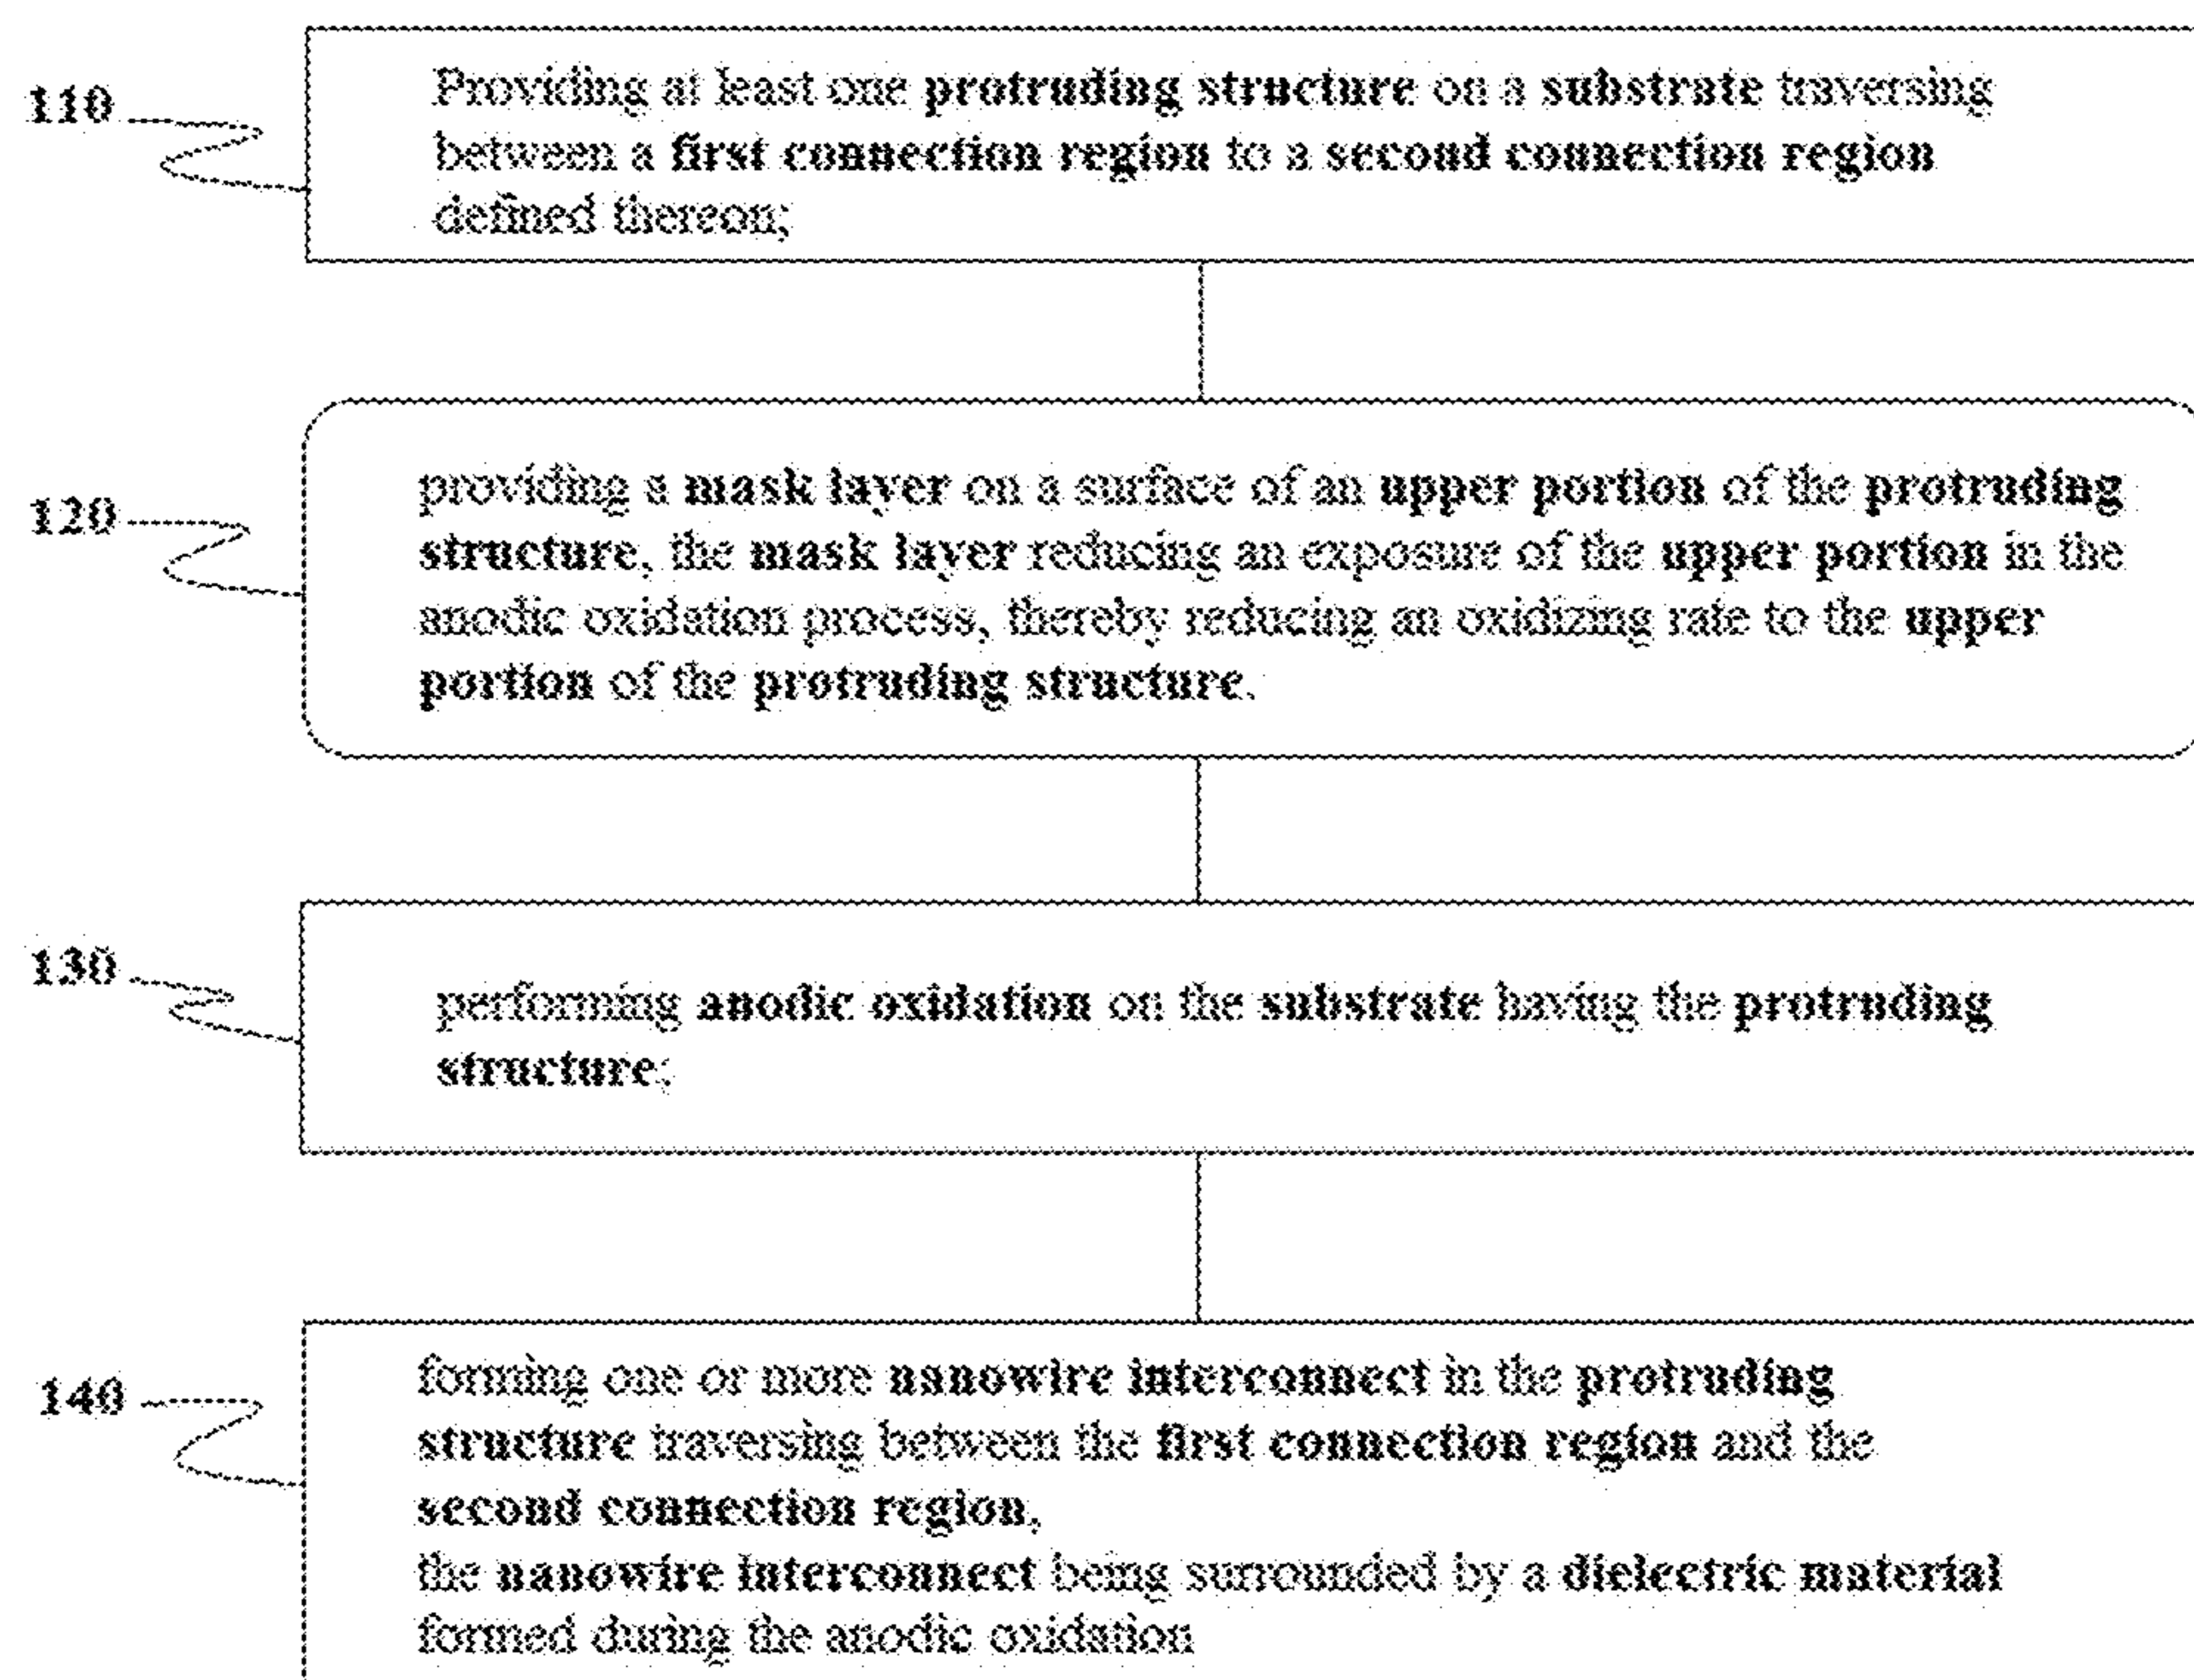 110
Providing at least one protruding structure on a substrate traversing
between a first connection region to a second connection region
defined thereon;
120
providing a mask layer on a surface of an upper portion of the protruding
structure, the mask layer reducing an exposure of the upper portion in the
anodic oxidation process, thereby reducing an oxidizing rate to the upper
portion of the protruding structure.
130
performing anodic oxidation on the substrate having the protruding
structure;
140
forming one or more nanowire interconnect in the protruding
structure traversing between the first connection region and the
second connection region,
the nanowire interconnect being surrounded by a dielectric material
formed during the anodic oxidation